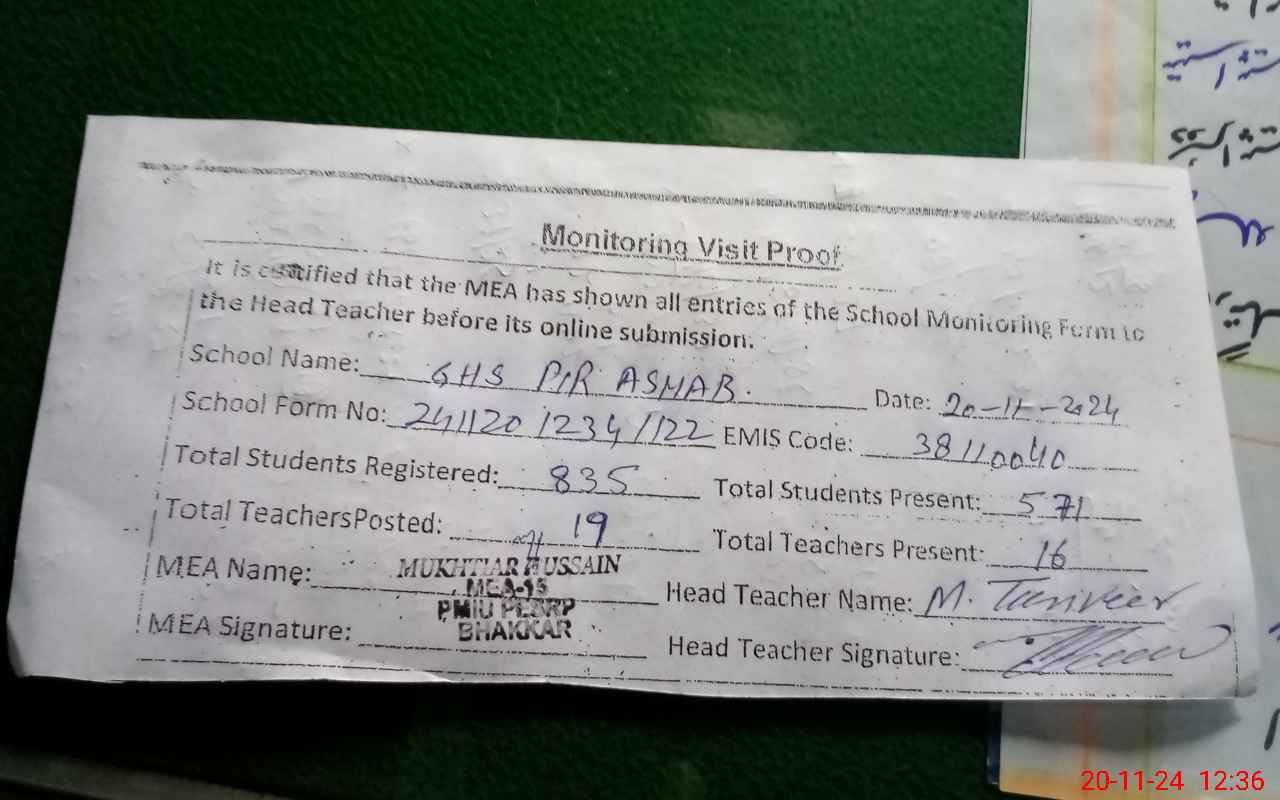 Monitoring Visit Proof
It is certified that the MEA has shown all entries of the School Monitoring Form to
the Head Teacher before its online submission.
School Name: GHS PIR ASHAB. Date: 20-11-2024
School Form No: 241120/1234/122 EMIS Code: 38110040
Total Students Registered: 835 Total Students Present: 571
Total TeachersPosted: 19 Total Teachers Present: 16
MEA Name: MUKHTIAR HUSSAIN Head Teacher Name: M. Tanveer
MEA-15
PMIU PESRP
MEA Signature: BHAKKAR Head Teacher Signature:
20-11-24 12:36